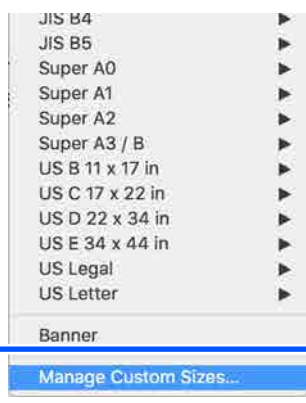 JIS B4
JIS B5
Super A0
Super A1
Super A2
Super A3 / B
US B 11 x 17 in
US C 17 x 22 in
US D 22 x 34 in
US E 34 x 44 in
US Legal
US Letter
Banner
Manage Custom Sizes...